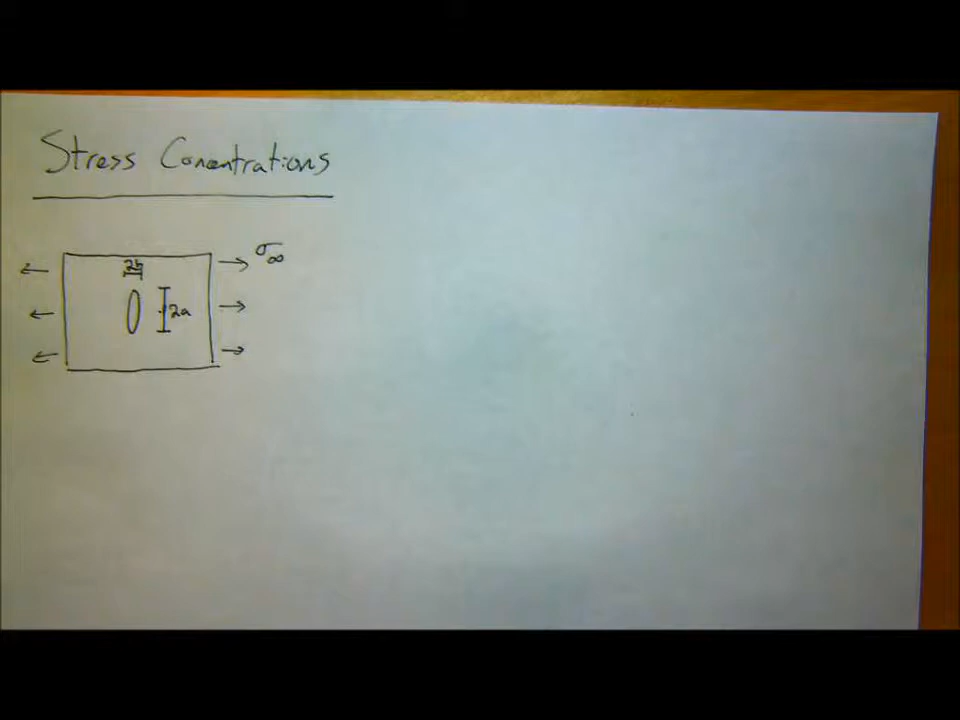 Stress Concentrations
σ∞
2b
2a